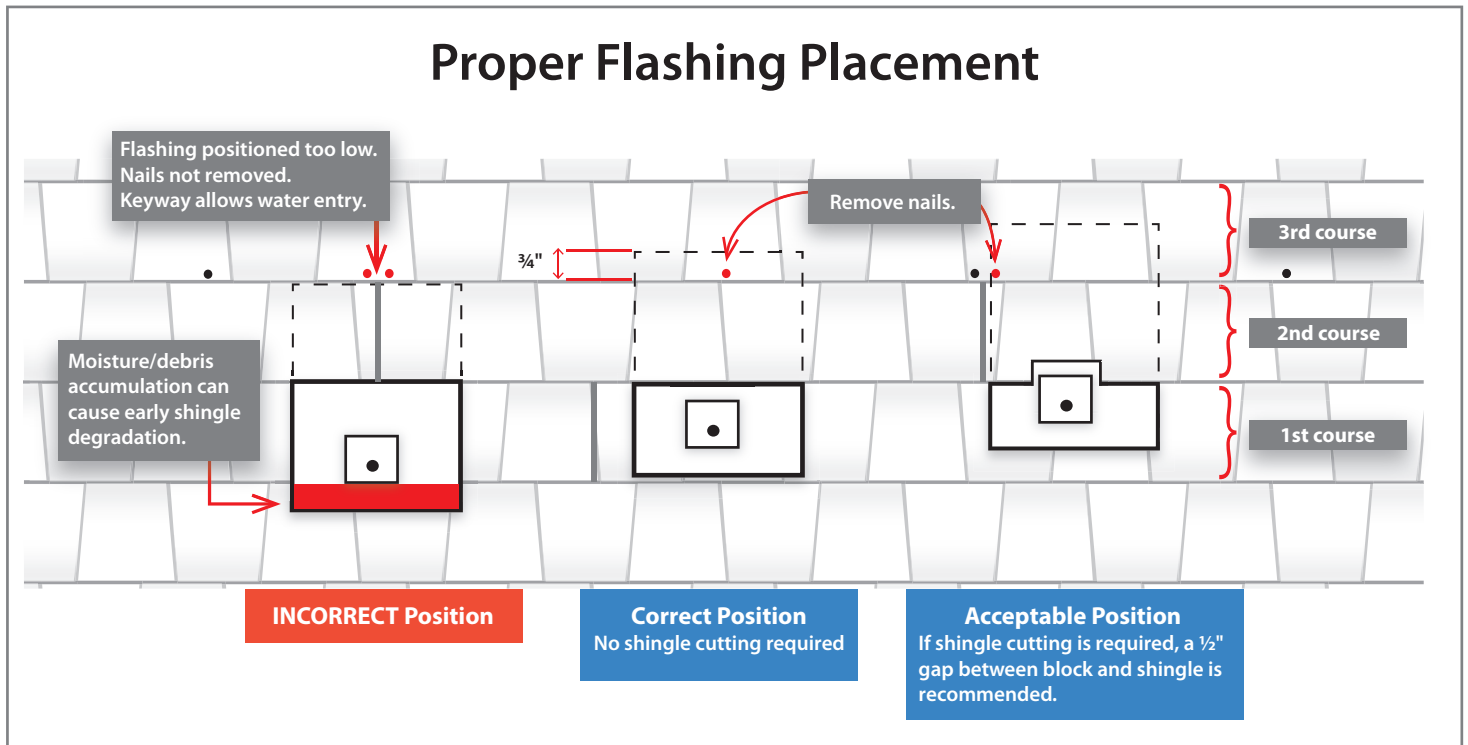 Proper Flashing Placement
Flashing positioned too low.
Nails not removed.
Keyway allows water entry.
Remove nails.
3rd course
¾"
2nd course
Moisture/debris
accumulation can
cause early shingle
degradation.
1st course
INCORRECT Position
Correct Position
No shingle cutting required
Acceptable Position
If shingle cutting is required, a ½"
gap between block and shingle is
recommended.